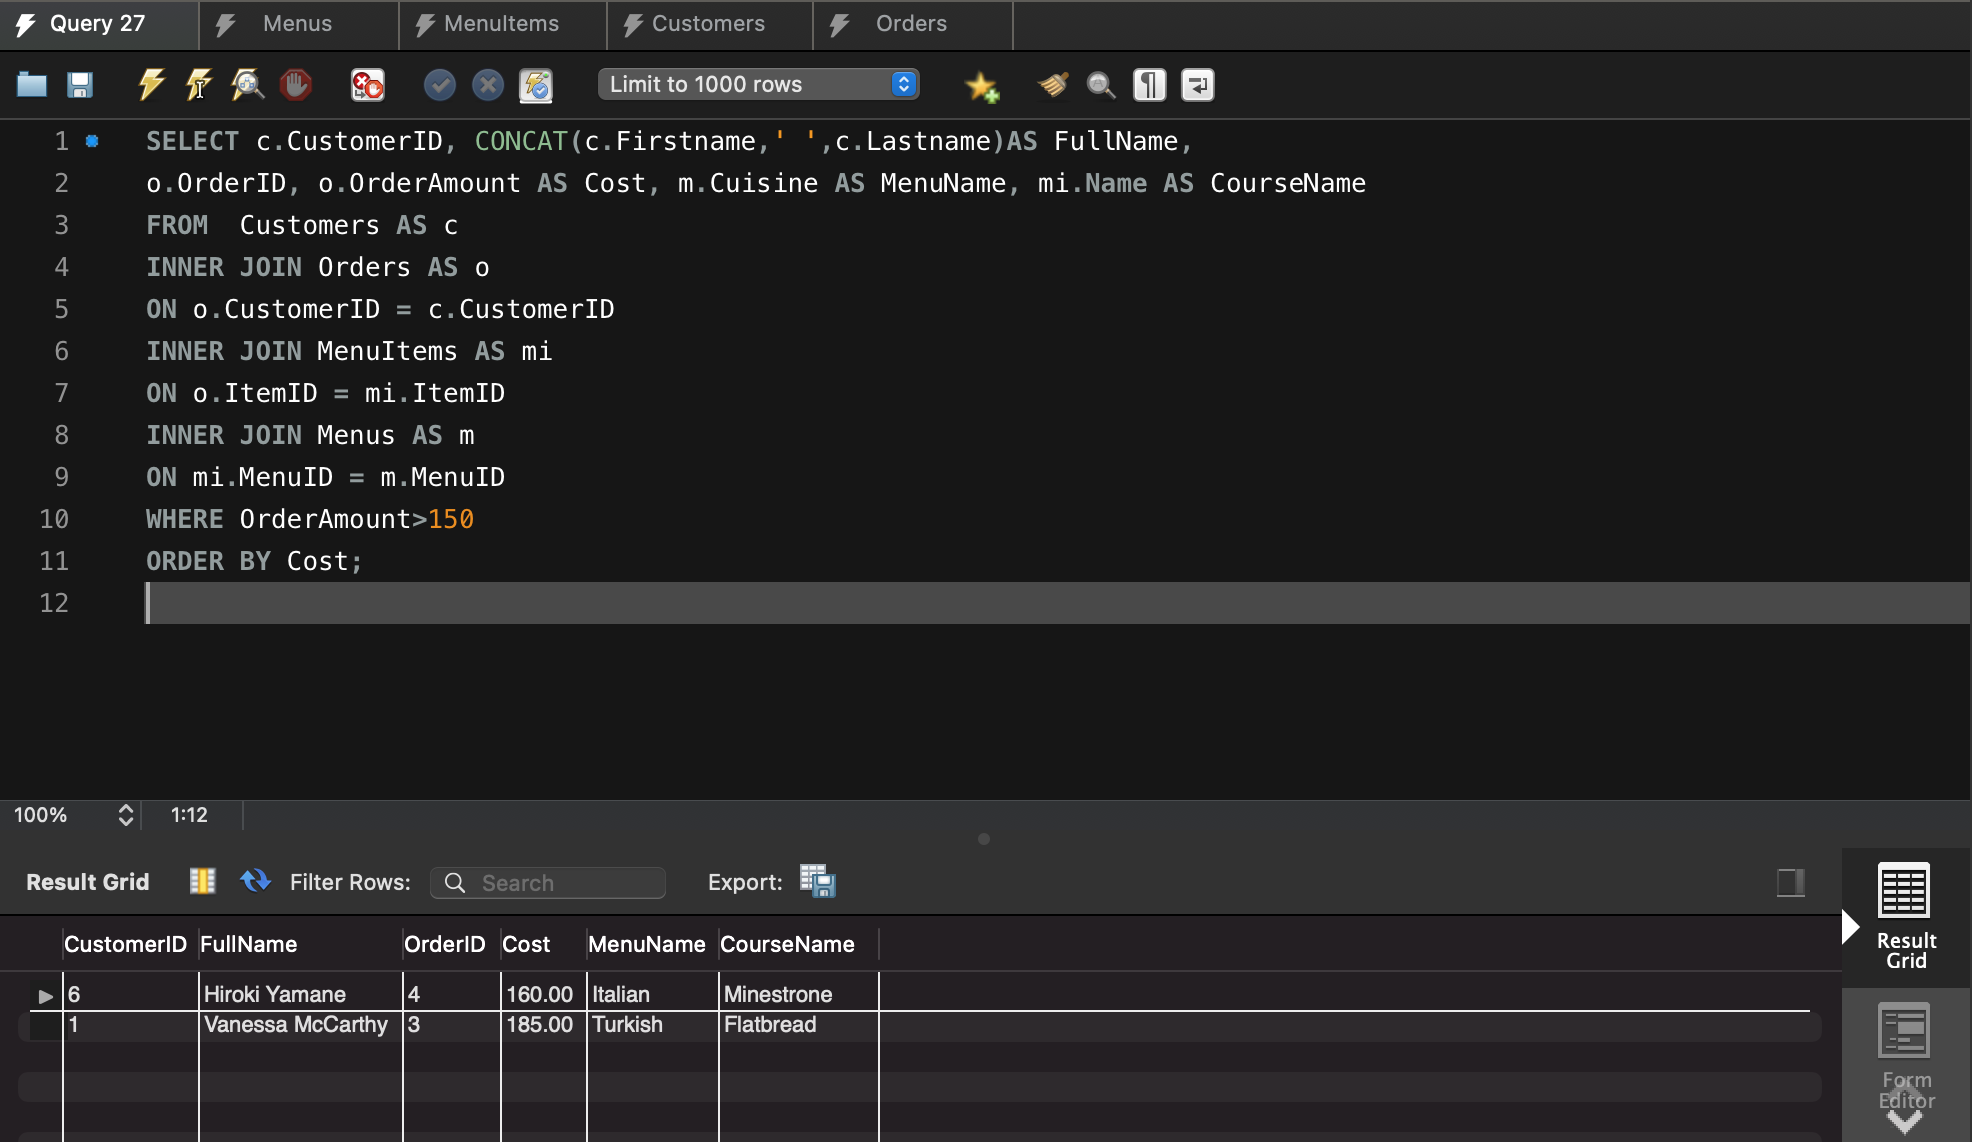 Query 27 Menus MenuItems Customers Orders
Limit to 1000 rows
1 SELECT c.CustomerID, CONCAT(c.Firstname,' ',c.Lastname)AS FullName,
2 o.OrderID, o.OrderAmount AS Cost, m.Cuisine AS MenuName, mi.Name AS CourseName
3 FROM  Customers AS c
4 INNER JOIN Orders AS o
5 ON o.CustomerID = c.CustomerID
6 INNER JOIN MenuItems AS mi
7 ON o.ItemID = mi.ItemID
8 INNER JOIN Menus AS m
9 ON mi.MenuID = m.MenuID
10 WHERE OrderAmount>150
11 ORDER BY Cost;
12
100% 1:12
Result Grid Filter Rows: Search Export:
CustomerID FullName OrderID Cost MenuName CourseName
6 Hiroki Yamane 4 160.00 Italian Minestrone
1 Vanessa McCarthy 3 185.00 Turkish Flatbread
Result
Grid
Form
Editor